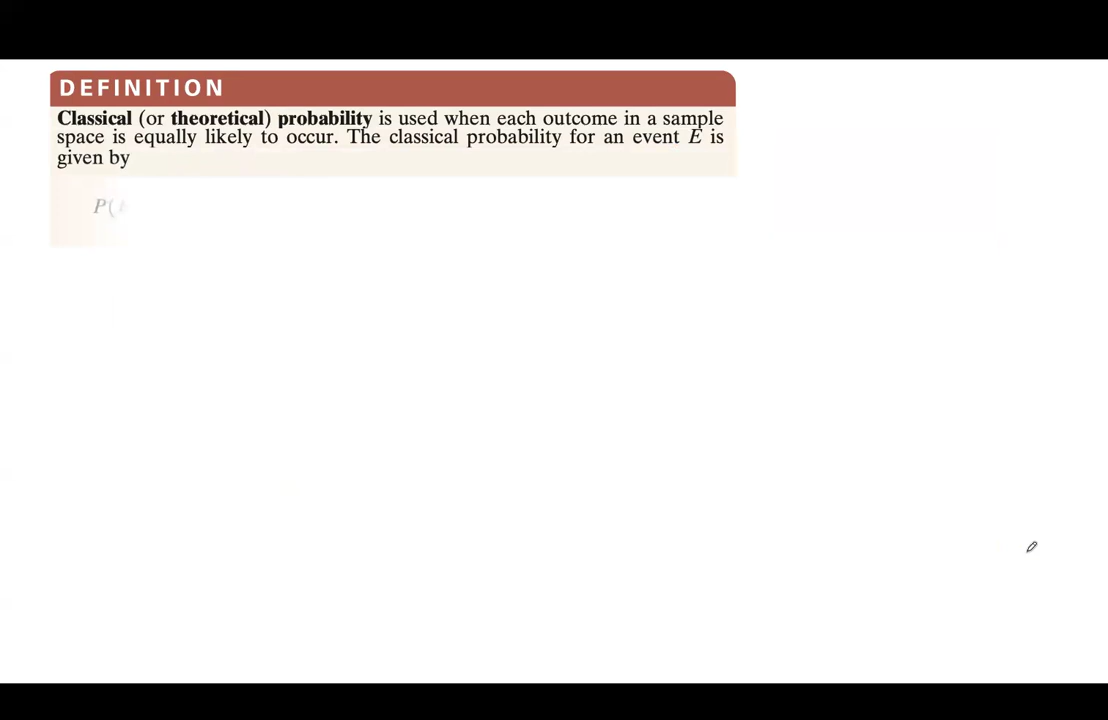 DEFINITION
Classical (or theoretical) probability is used when each outcome in a sample
space is equally likely to occur. The classical probability for an event E is
given by
P(